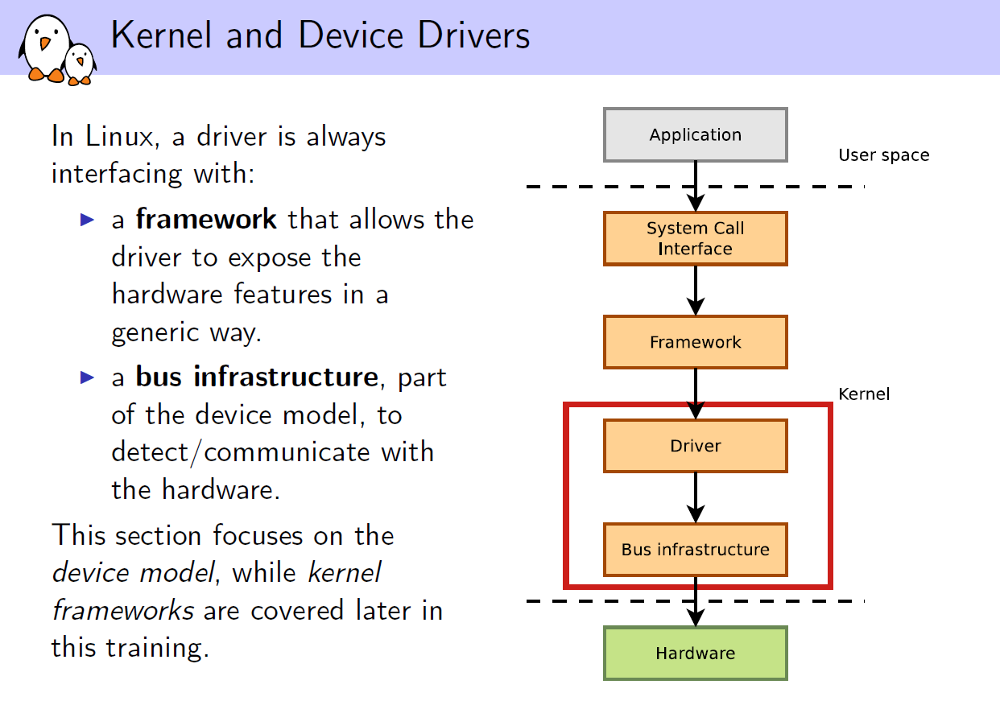 Kernel and Device Drivers
In Linux, a driver is always
interfacing with:
a framework that allows the
driver to expose the
hardware features in a
generic way.
a bus infrastructure, part
of the device model, to
detect/communicate with
the hardware.
This section focuses on the
device model, while kernel
frameworks are covered later in
this training.
Application
User space
System Call
Interface
Framework
Kernel
Driver
Bus infrastructure
Hardware